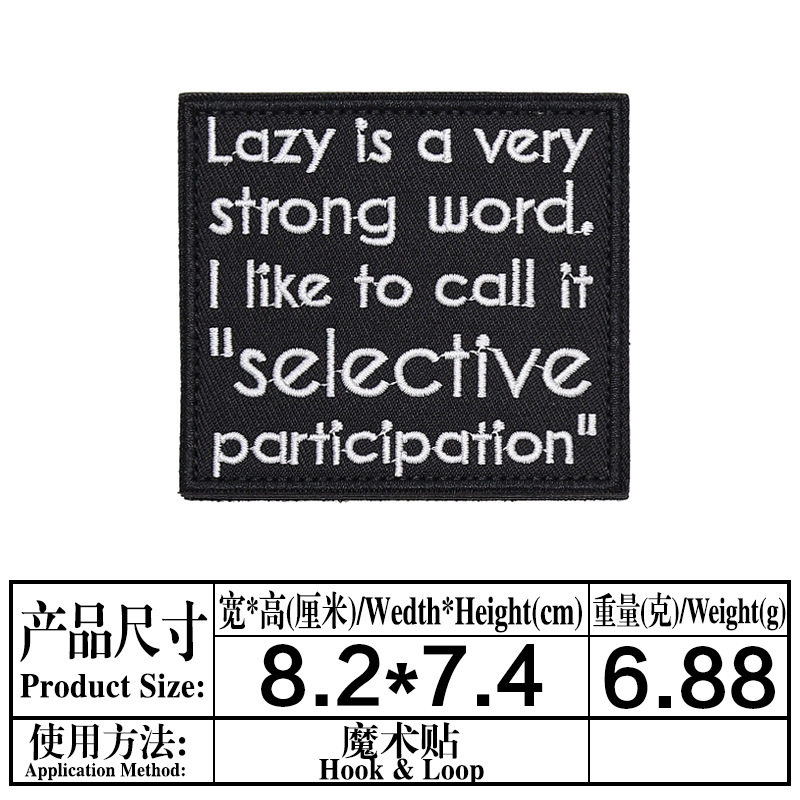 Lazy is a very
strong word.
I like to call it
"selective
participation"
产品尺寸
Product Size:
宽*高(厘米)/Wedth*Height(cm)
重量(克)/Weight(g)
8.2*7.4
6.88
使用方法:
Application Method:
魔术贴
Hook & Loop